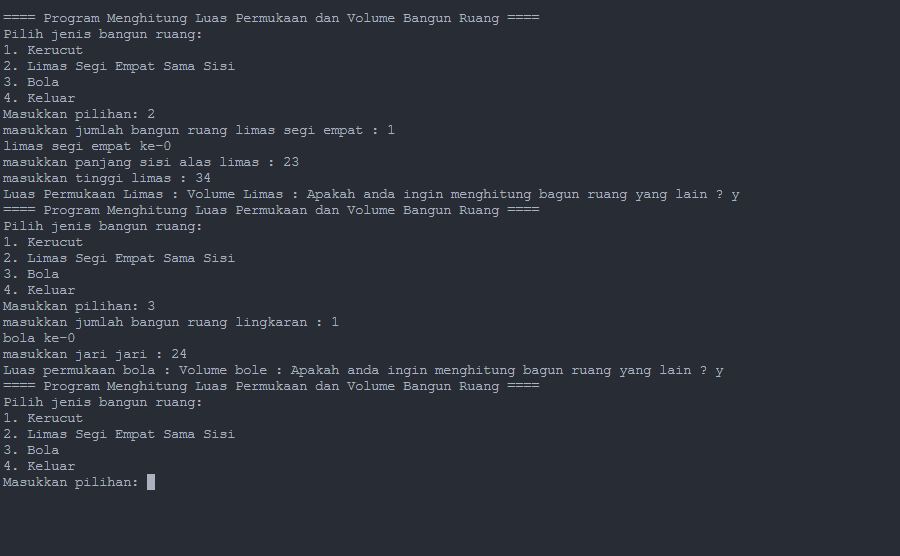 ==== Program Menghitung Luas Permukaan dan Volume Bangun Ruang ====
Pilih jenis bangun ruang:
1. Kerucut
2. Limas Segi Empat Sama Sisi
3. Bola
4. Keluar
Masukkan pilihan: 2
masukkan jumlah bangun ruang limas segi empat : 1
limas segi empat ke-0
masukkan panjang sisi alas limas : 23
masukkan tinggi limas : 34
Luas Permukaan Limas : Volume Limas : Apakah anda ingin menghitung bagun ruang yang lain ? y
==== Program Menghitung Luas Permukaan dan Volume Bangun Ruang ====
Pilih jenis bangun ruang:
1. Kerucut
2. Limas Segi Empat Sama Sisi
3. Bola
4. Keluar
Masukkan pilihan: 3
masukkan jumlah bangun ruang lingkaran : 1
bola ke-0
masukkan jari jari : 24
Luas permukaan bola : Volume bole : Apakah anda ingin menghitung bagun ruang yang lain ? y
==== Program Menghitung Luas Permukaan dan Volume Bangun Ruang ====
Pilih jenis bangun ruang:
1. Kerucut
2. Limas Segi Empat Sama Sisi
3. Bola
4. Keluar
Masukkan pilihan: